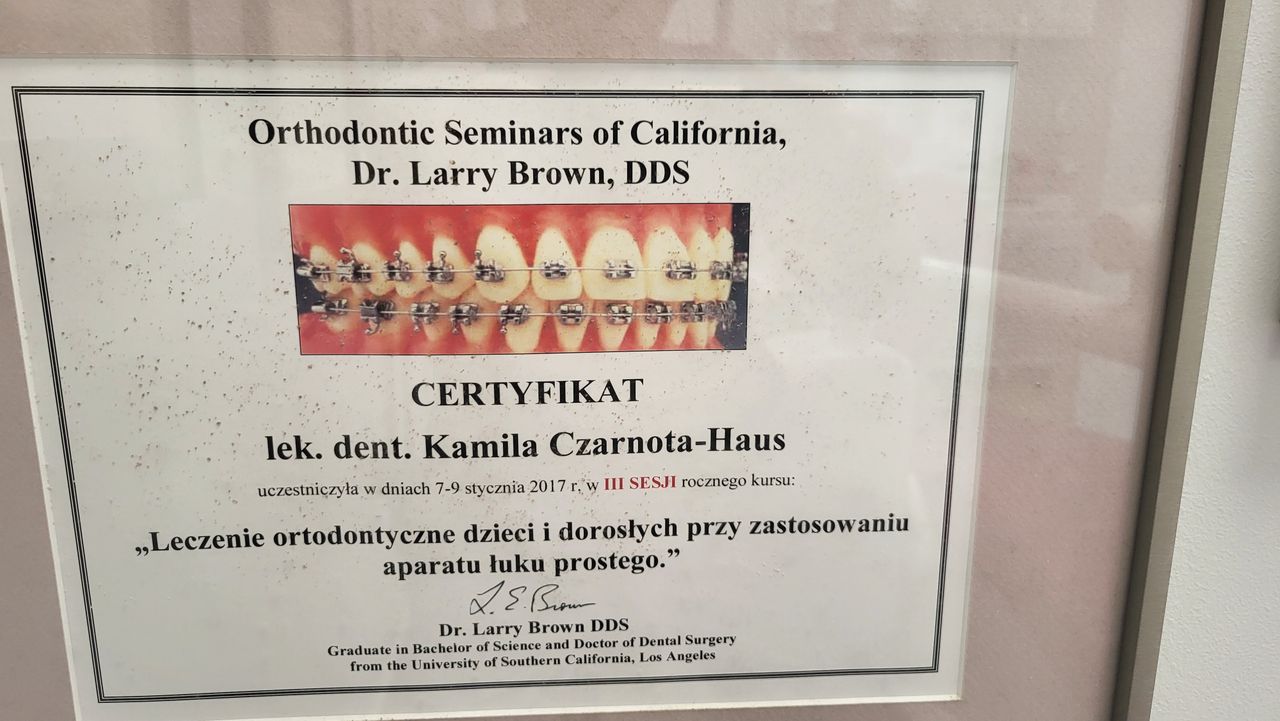 Orthodontic Seminars of California,
Dr. Larry Brown, DDS
CERTYFIKAT
lek. dent. Kamila Czarnota-Haus
uczestniczyła w dniach 7-9 stycznia 2017 r. w III SESJI rocznego kursu:
„Leczenie ortodontyczne dzieci i dorosłych przy zastosowaniu
aparatu łuku prostego.”
L. E. Brown
Dr. Larry Brown DDS
Graduate in Bachelor of Science and Doctor of Dental Surgery
from the University of Southern California, Los Angeles